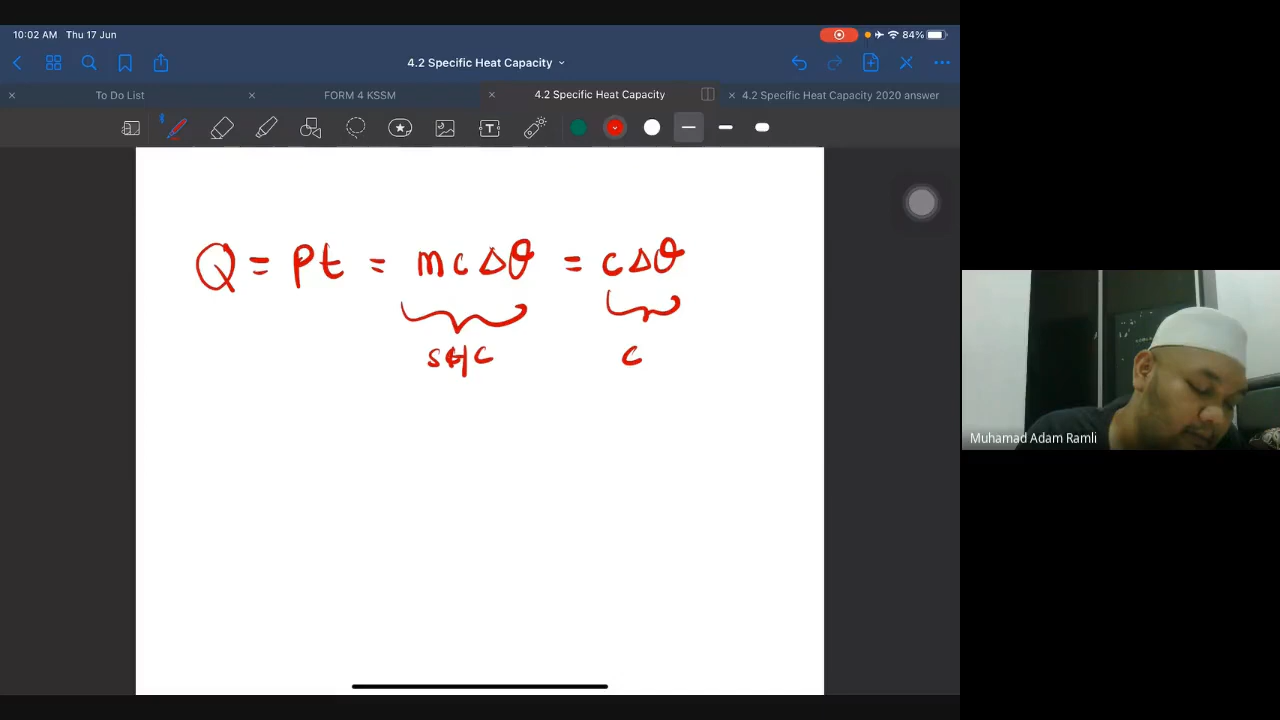 10:02 AM Thu 17 Jun
84%
4.2 Specific Heat Capacity
To Do List
FORM 4 KSSM
4.2 Specific Heat Capacity
4.2 Specific Heat Capacity 2020 answer
Q = Pt = mcΔθ = cΔθ
c
Muhamad Adam Ramli